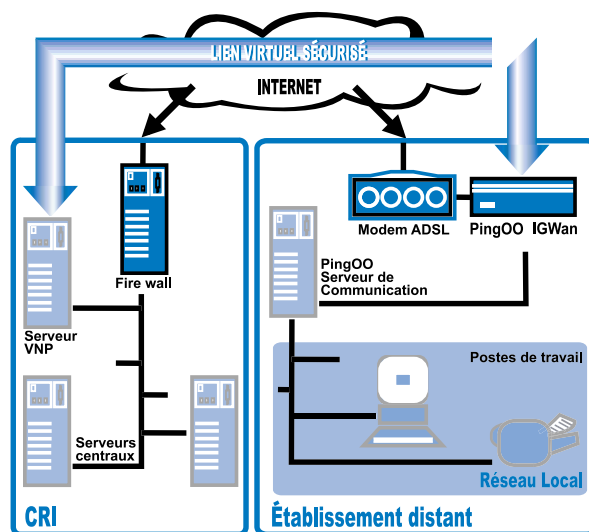 LIEN VIRTUEL SÉCURISÉ
INTERNET
Fire wall
Serveur
VNP
Serveurs
centraux
CRI
Modem ADSL
PingOO IGWan
PingOO
Serveur de
Communication
Postes de travail
Réseau Local
Établissement distant